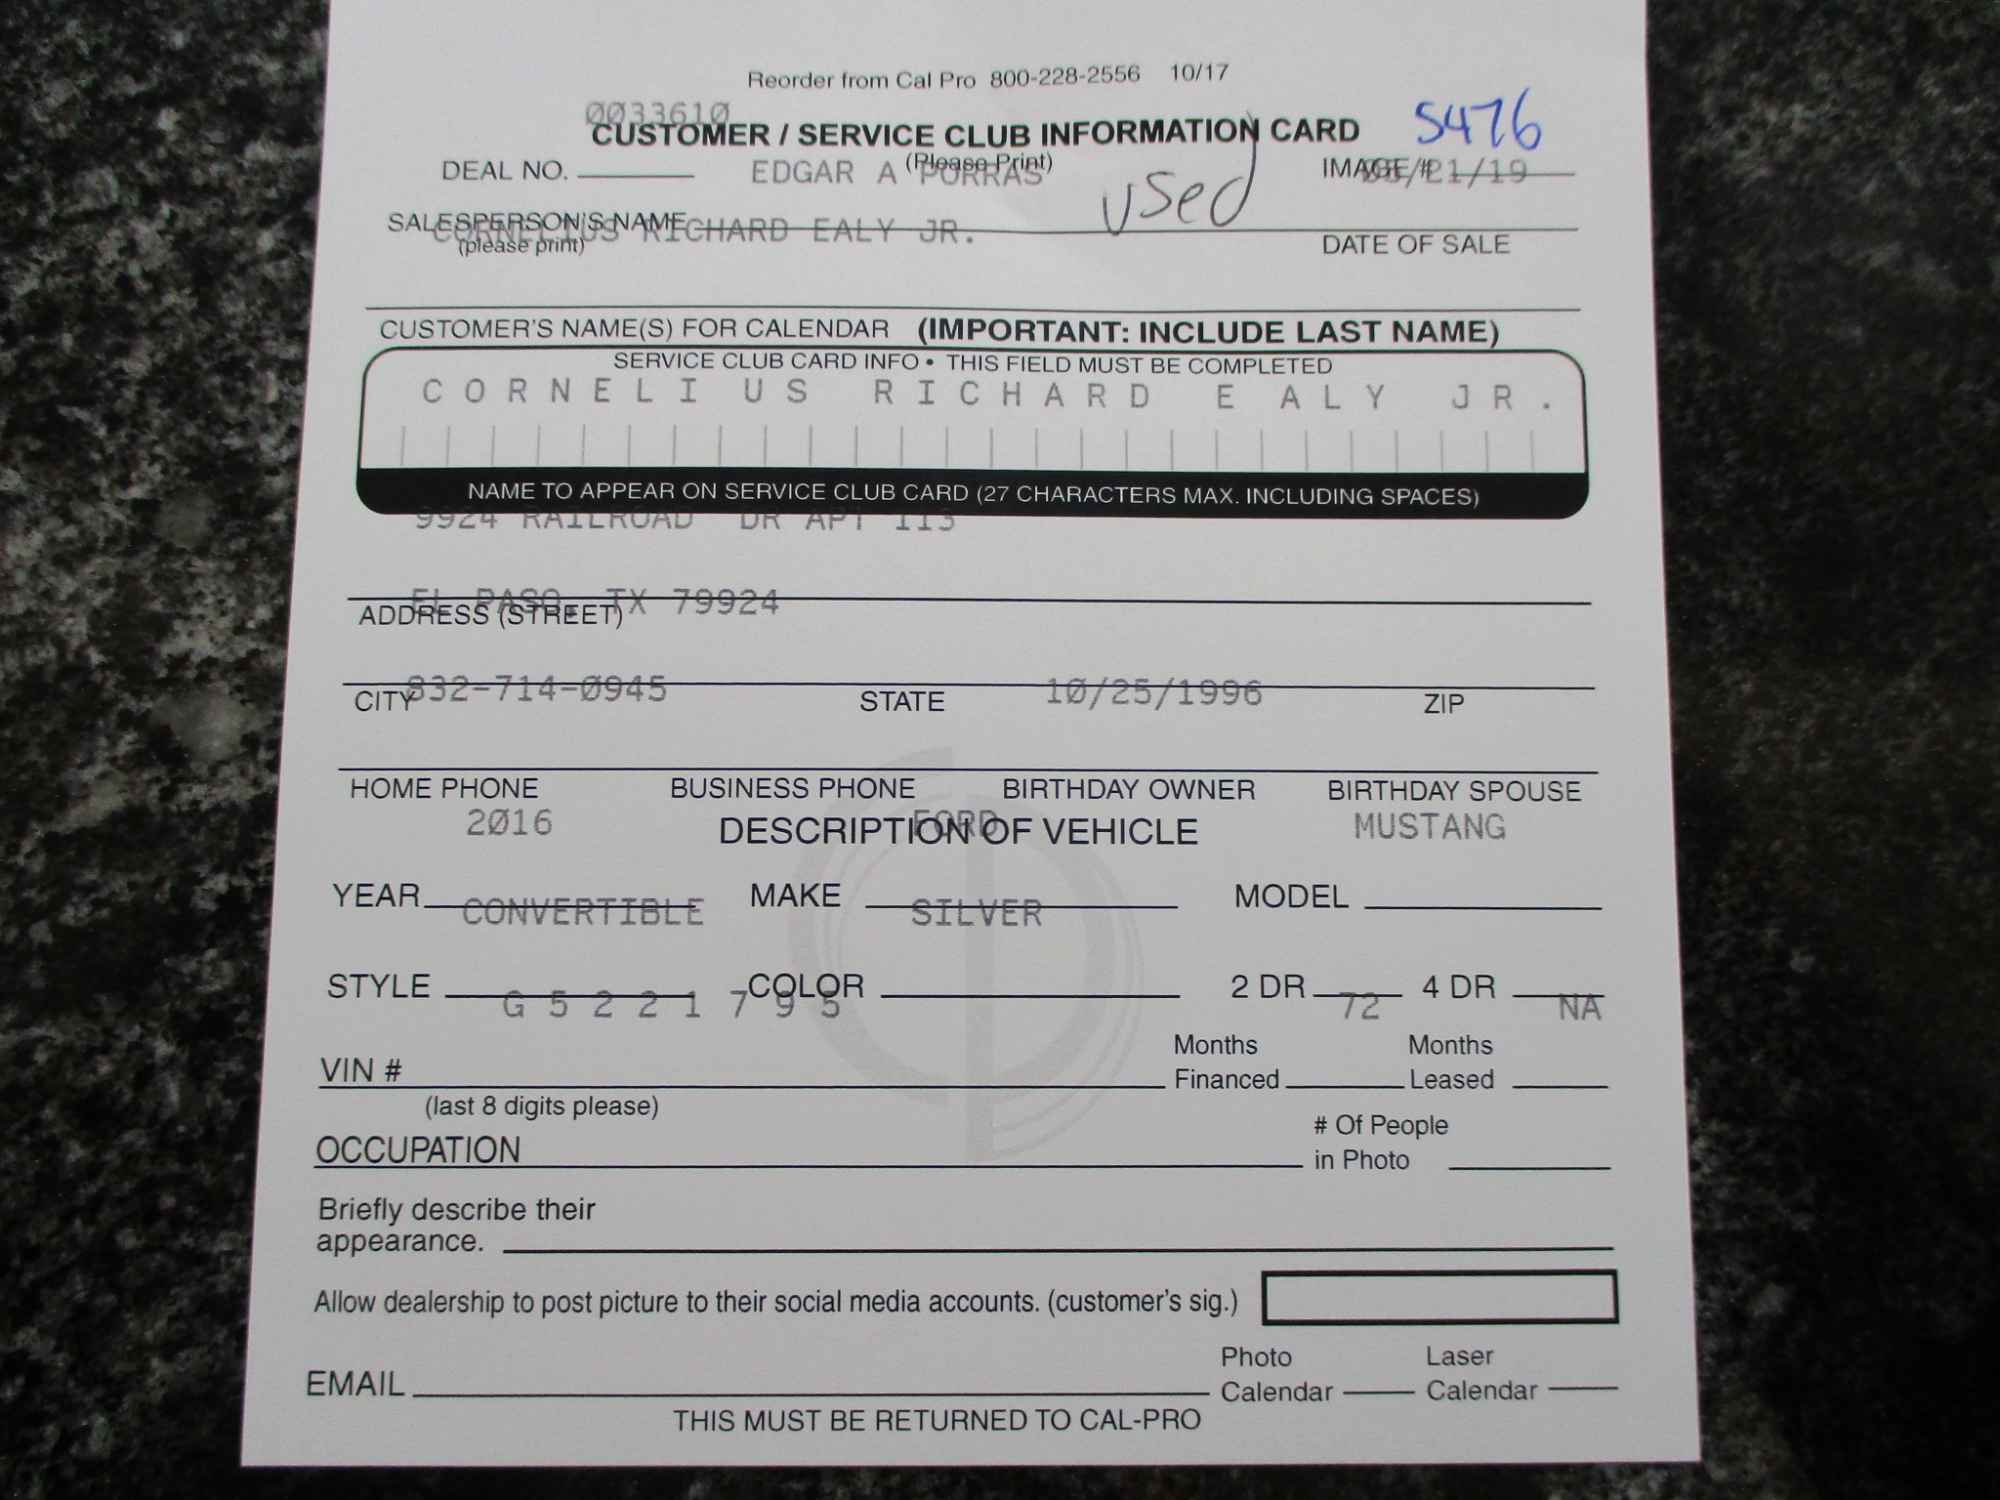 Reorder from Cal Pro 800-228-2556 10/17
0033610
CUSTOMER / SERVICE CLUB INFORMATION CARD 5476
(Please Print)
DEAL NO. EDGAR A PORRAS IMAGE/# /21/19
used
SALESPERSON'S NAME DATE OF SALE
(please print)
CORNELIUS RICHARD EALY JR.
CUSTOMER'S NAME(S) FOR CALENDAR (IMPORTANT: INCLUDE LAST NAME)
SERVICE CLUB CARD INFO • THIS FIELD MUST BE COMPLETED
CORNELIUS RICHARD EALY JR.
NAME TO APPEAR ON SERVICE CLUB CARD (27 CHARACTERS MAX. INCLUDING SPACES)
9924 RAILROAD DR APT 113
EL PASO, TX 79924
ADDRESS (STREET)
832-714-0945 10/25/1996
CITY STATE ZIP
HOME PHONE BUSINESS PHONE BIRTHDAY OWNER BIRTHDAY SPOUSE
2016 FORD MUSTANG
DESCRIPTION OF VEHICLE
YEAR MAKE MODEL
CONVERTIBLE SILVER
STYLE COLOR 2 DR 4 DR
G5221795 72 NA
VIN # Months Financed Months Leased
(last 8 digits please)
OCCUPATION # Of People in Photo
Briefly describe their
appearance.
Allow dealership to post picture to their social media accounts. (customer's sig.)
EMAIL Photo Calendar Laser Calendar
THIS MUST BE RETURNED TO CAL-PRO